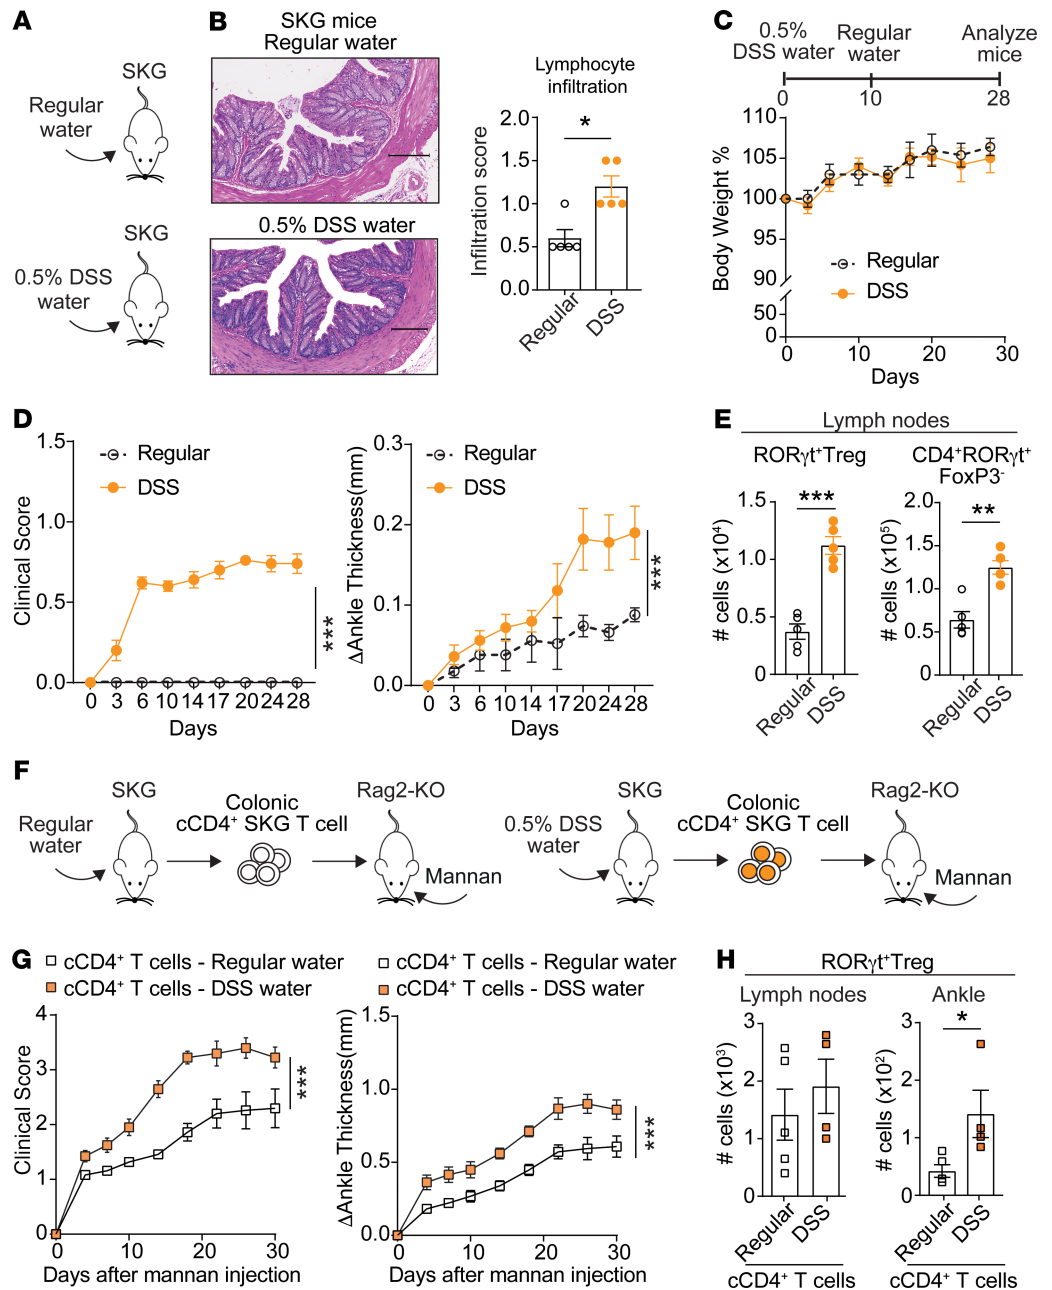 A
SKG
Regular
water
SKG
0.5% DSS
water
B
SKG mice
Regular water
0.5% DSS water
Lymphocyte
infiltration
*
Infiltration score
2.0
1.5
1.0
0.5
0.0
Regular
DSS
C
0.5%
DSS water
Regular
water
Analyze
mice
0
10
28
Body Weight %
110
105
100
95
90
50
0
Regular
DSS
0
10
20
30
Days
D
Clinical Score
1.5
1.0
0.5
0.0
Regular
DSS
***
0 3 6 10 14 17 20 24 28
Days
ΔAnkle Thickness(mm)
0.3
0.2
0.1
0.0
Regular
DSS
***
0 3 6 10 14 17 20 24 28
Days
E
Lymph nodes
RORγt⁺Treg
# cells (x10⁴)
1.5
1.0
0.5
0
***
Regular
DSS
CD4⁺RORγt⁺
FoxP3⁻
# cells (x10⁵)
2.0
1.5
1.0
0.5
0
**
Regular
DSS
F
SKG
Regular
water
Colonic
cCD4⁺ SKG T cell
Rag2-KO
Mannan
SKG
0.5% DSS
water
Colonic
cCD4⁺ SKG T cell
Rag2-KO
Mannan
G
cCD4⁺ T cells - Regular water
cCD4⁺ T cells - DSS water
Clinical Score
4
3
2
1
0
***
0
10
20
30
Days after mannan injection
cCD4⁺ T cells - Regular water
cCD4⁺ T cells - DSS water
ΔAnkle Thickness(mm)
1.5
1.0
0.5
0.0
***
0
10
20
30
Days after mannan injection
H
RORγt⁺Treg
Lymph nodes
# cells (x10³)
3
2
1
0
Regular
DSS
cCD4⁺ T cells
Ankle
# cells (x10²)
3
2
1
0
*
Regular
DSS
cCD4⁺ T cells